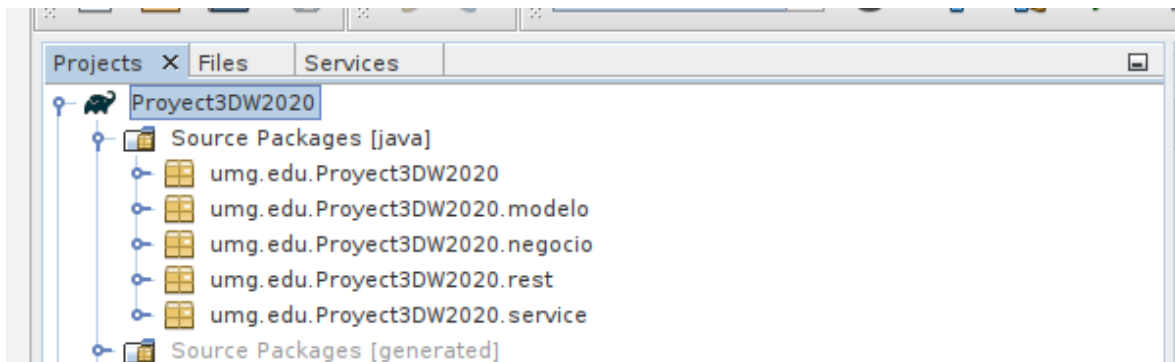 Projects Files Services
Proyect3DW2020
Source Packages [java]
umg.edu.Proyect3DW2020
umg.edu.Proyect3DW2020.modelo
umg.edu.Proyect3DW2020.negocio
umg.edu.Proyect3DW2020.rest
umg.edu.Proyect3DW2020.service
Source Packages [generated]